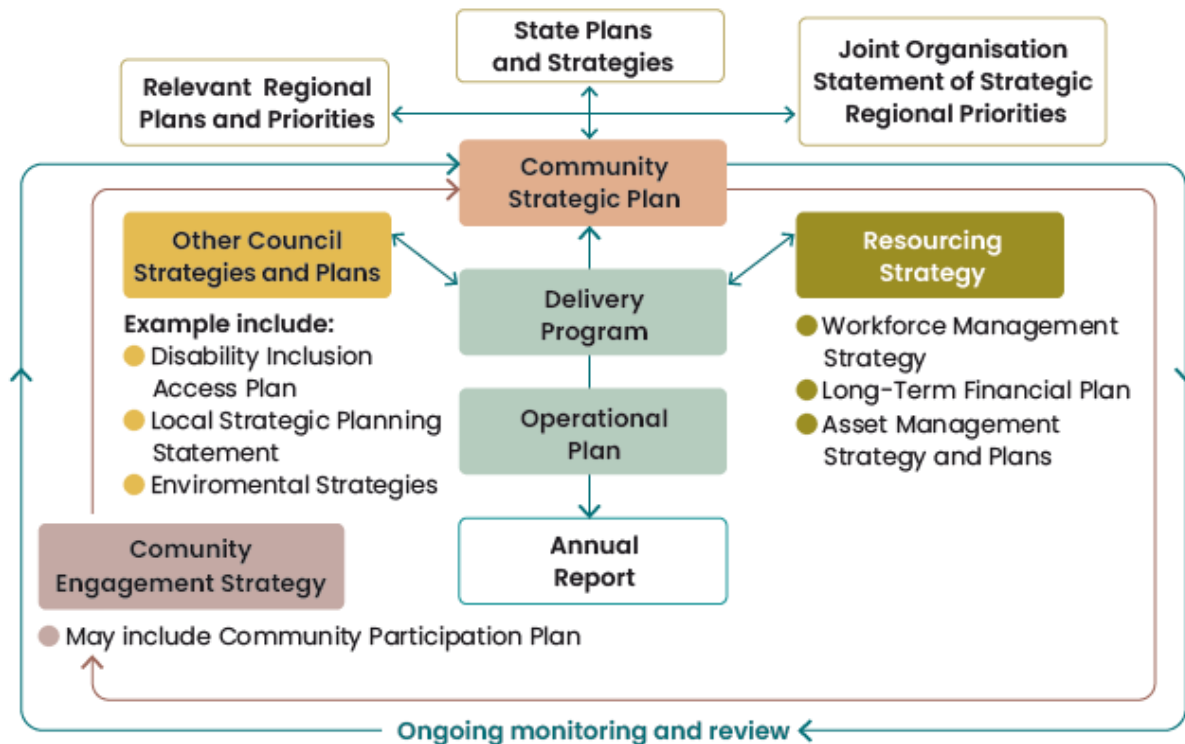 State Plans
and Strategies
Relevant Regional
Plans and Priorities
Joint Organisation
Statement of Strategic
Regional Priorities
Community
Strategic Plan
Other Council
Strategies and Plans
Example include:
Disability Inclusion
Access Plan
Local Strategic Planning
Statement
Enviromental Strategies
Delivery
Program
Operational
Plan
Annual
Report
Resourcing
Strategy
Workforce Management
Strategy
Long-Term Financial Plan
Asset Management
Strategy and Plans
Comunity
Engagement Strategy
May include Community Participation Plan
Ongoing monitoring and review